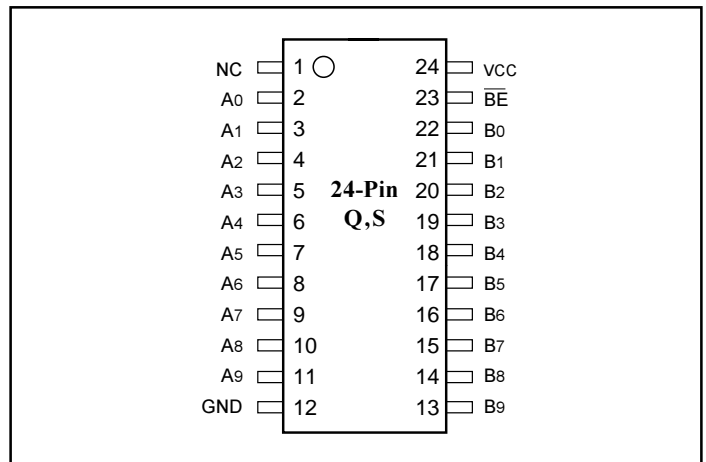 NC 1 24 VCC
A0 2 23 B̅E̅
A1 3 22 B0
A2 4 21 B1
A3 5 24-Pin 20 B2
A4 6 Q,S 19 B3
A5 7 18 B4
A6 8 17 B5
A7 9 16 B6
A8 10 15 B7
A9 11 14 B8
GND 12 13 B9